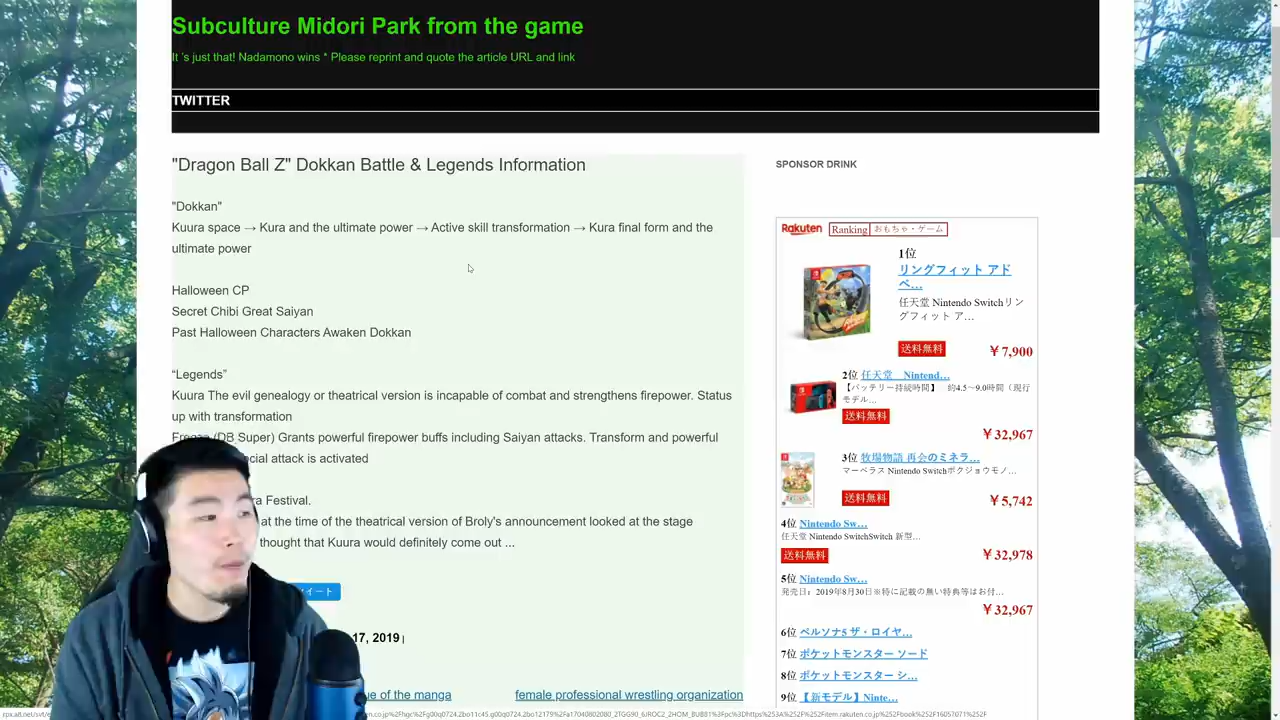 Subculture Midori Park from the game
It 's just that! Nadamono wins * Please reprint and quote the article URL and link
TWITTER
"Dragon Ball Z" Dokkan Battle & Legends Information
"Dokkan"
Kuura space → Kura and the ultimate power → Active skill transformation → Kura final form and the
ultimate power
Halloween CP
Secret Chibi Great Saiyan
Past Halloween Characters Awaken Dokkan
“Legends”
Kuura The evil genealogy or theatrical version is incapable of combat and strengthens firepower. Status
up with transformation
(DB Super) Grants powerful firepower buffs including Saiyan attacks. Transform and powerful
attack is activated
Festival.
at the time of the theatrical version of Broly's announcement looked at the stage
thought that Kuura would definitely come out ...
イート
17, 2019 |
of the manga
female professional wrestling organization
SPONSOR DRINK
Rakuten Ranking おもちゃ・ゲーム
1位
リングフィット アド
ベ…
任天堂 Nintendo Switchリン
グフィット ア…
送料無料 ￥7,900
2位 任天堂 Nintend…
【バッテリー持続時間】 約4.5～9.0時間（現行
モデル…
送料無料
￥32,967
3位 牧場物語 再会のミネラ…
マーベラス Nintendo Switchボクジョウモノ…
送料無料 ￥5,742
4位 Nintendo Sw…
任天堂 Nintendo SwitchSwitch 新型…
送料無料 ￥32,978
5位 Nintendo Sw…
発売日：2019年8月30日※特に記載の無い特典等はお付…
￥32,967
6位 ペルソナ5 ザ・ロイヤ…
7位 ポケットモンスター ソード
8位 ポケットモンスター シ…
9位 【新モデル】Ninte…